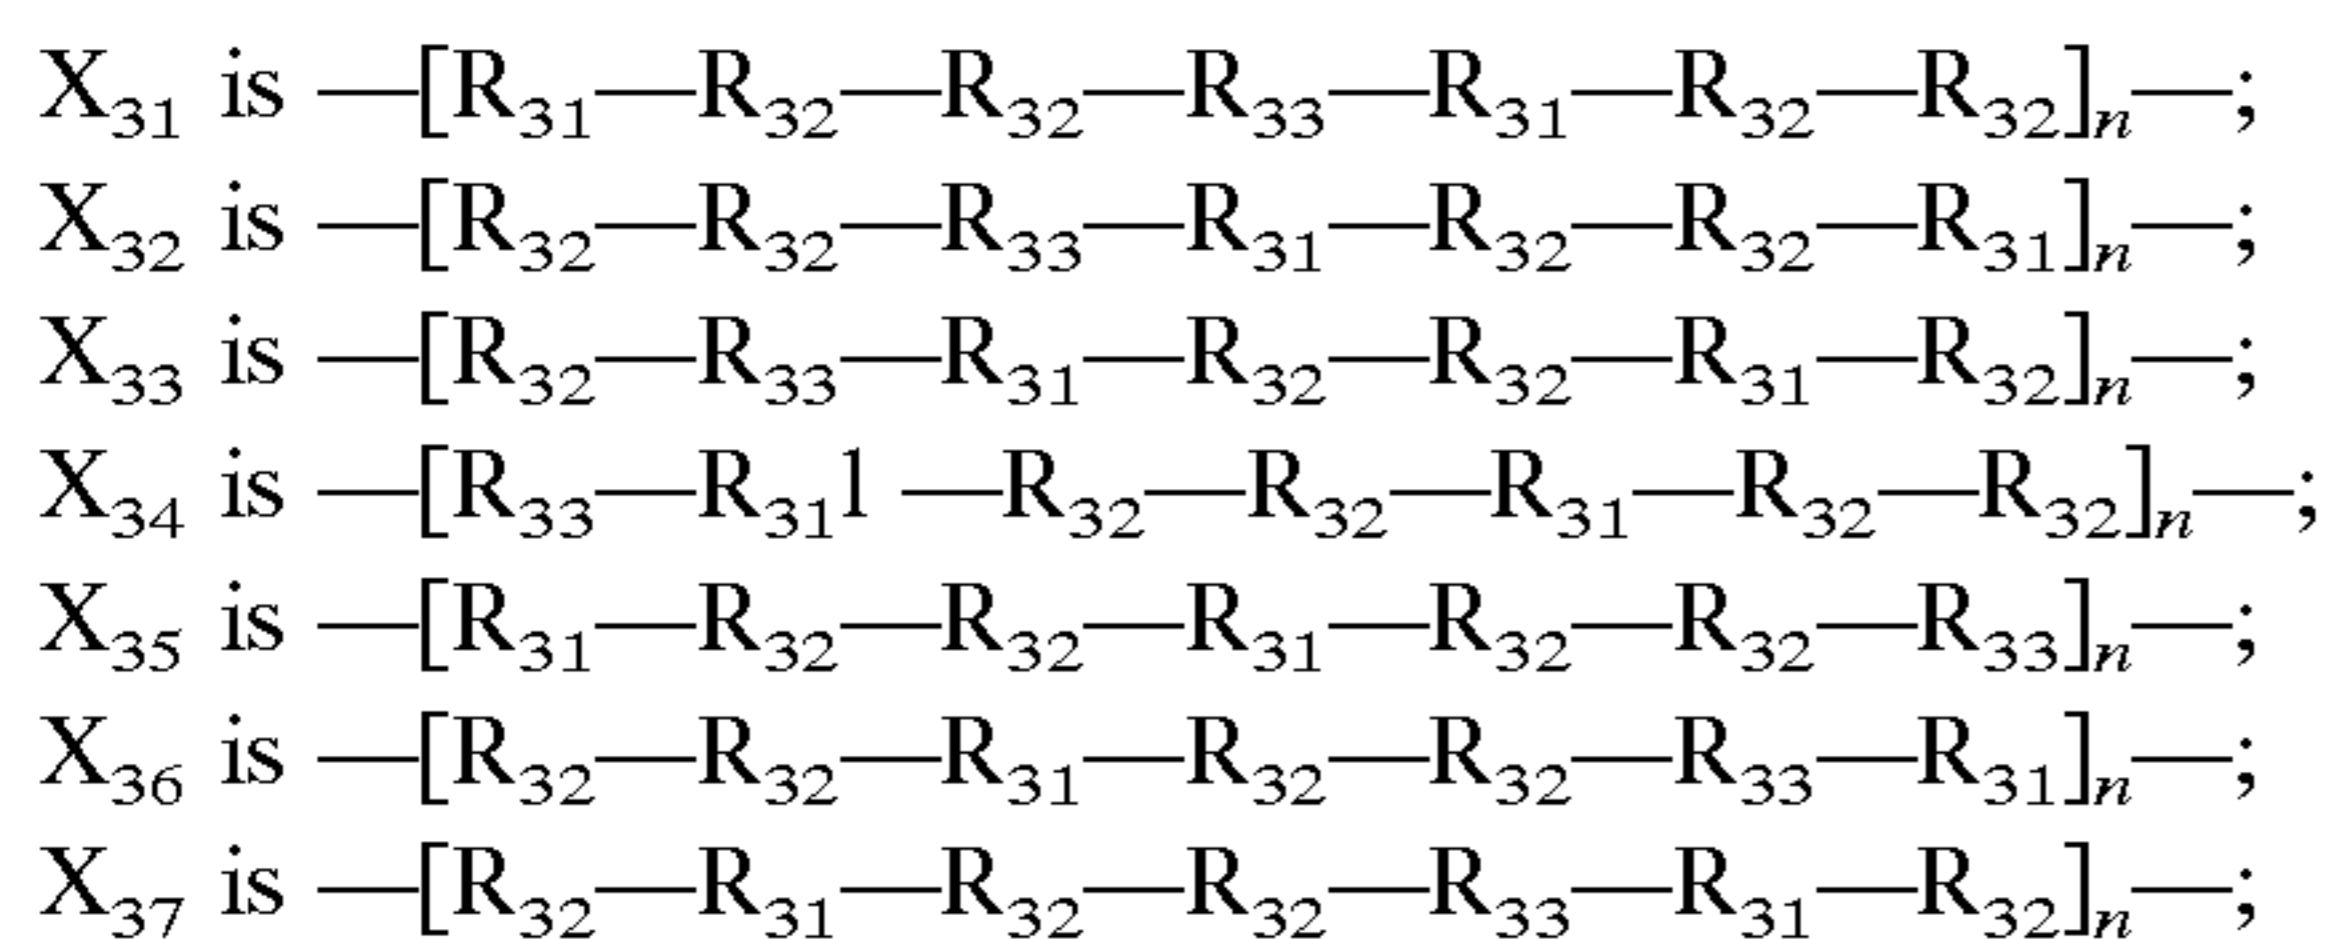 X₃₁ is —[R₃₁—R₃₂—R₃₂—R₃₃—R₃₁—R₃₂—R₃₂]ₙ—;
X₃₂ is —[R₃₂—R₃₂—R₃₃—R₃₁—R₃₂—R₃₂—R₃₁]ₙ—;
X₃₃ is —[R₃₂—R₃₃—R₃₁—R₃₂—R₃₂—R₃₁—R₃₂]ₙ—;
X₃₄ is —[R₃₃—R₃₁l —R₃₂—R₃₂—R₃₁—R₃₂—R₃₂]ₙ—;
X₃₅ is —[R₃₁—R₃₂—R₃₂—R₃₁—R₃₂—R₃₂—R₃₃]ₙ—;
X₃₆ is —[R₃₂—R₃₂—R₃₁—R₃₂—R₃₂—R₃₃—R₃₁]ₙ—;
X₃₇ is —[R₃₂—R₃₁—R₃₂—R₃₂—R₃₃—R₃₁—R₃₂]ₙ—;